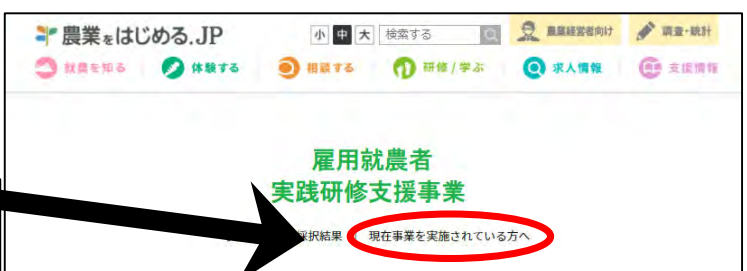 農業をはじめる.JP 小 中 大 検索する 農業経営者向け 調査・統計
就農を知る 体験する 相談する 研修/学ぶ 求人情報 支援情報
雇用就農者
実践研修支援事業
採択結果 現在事業を実施されている方へ